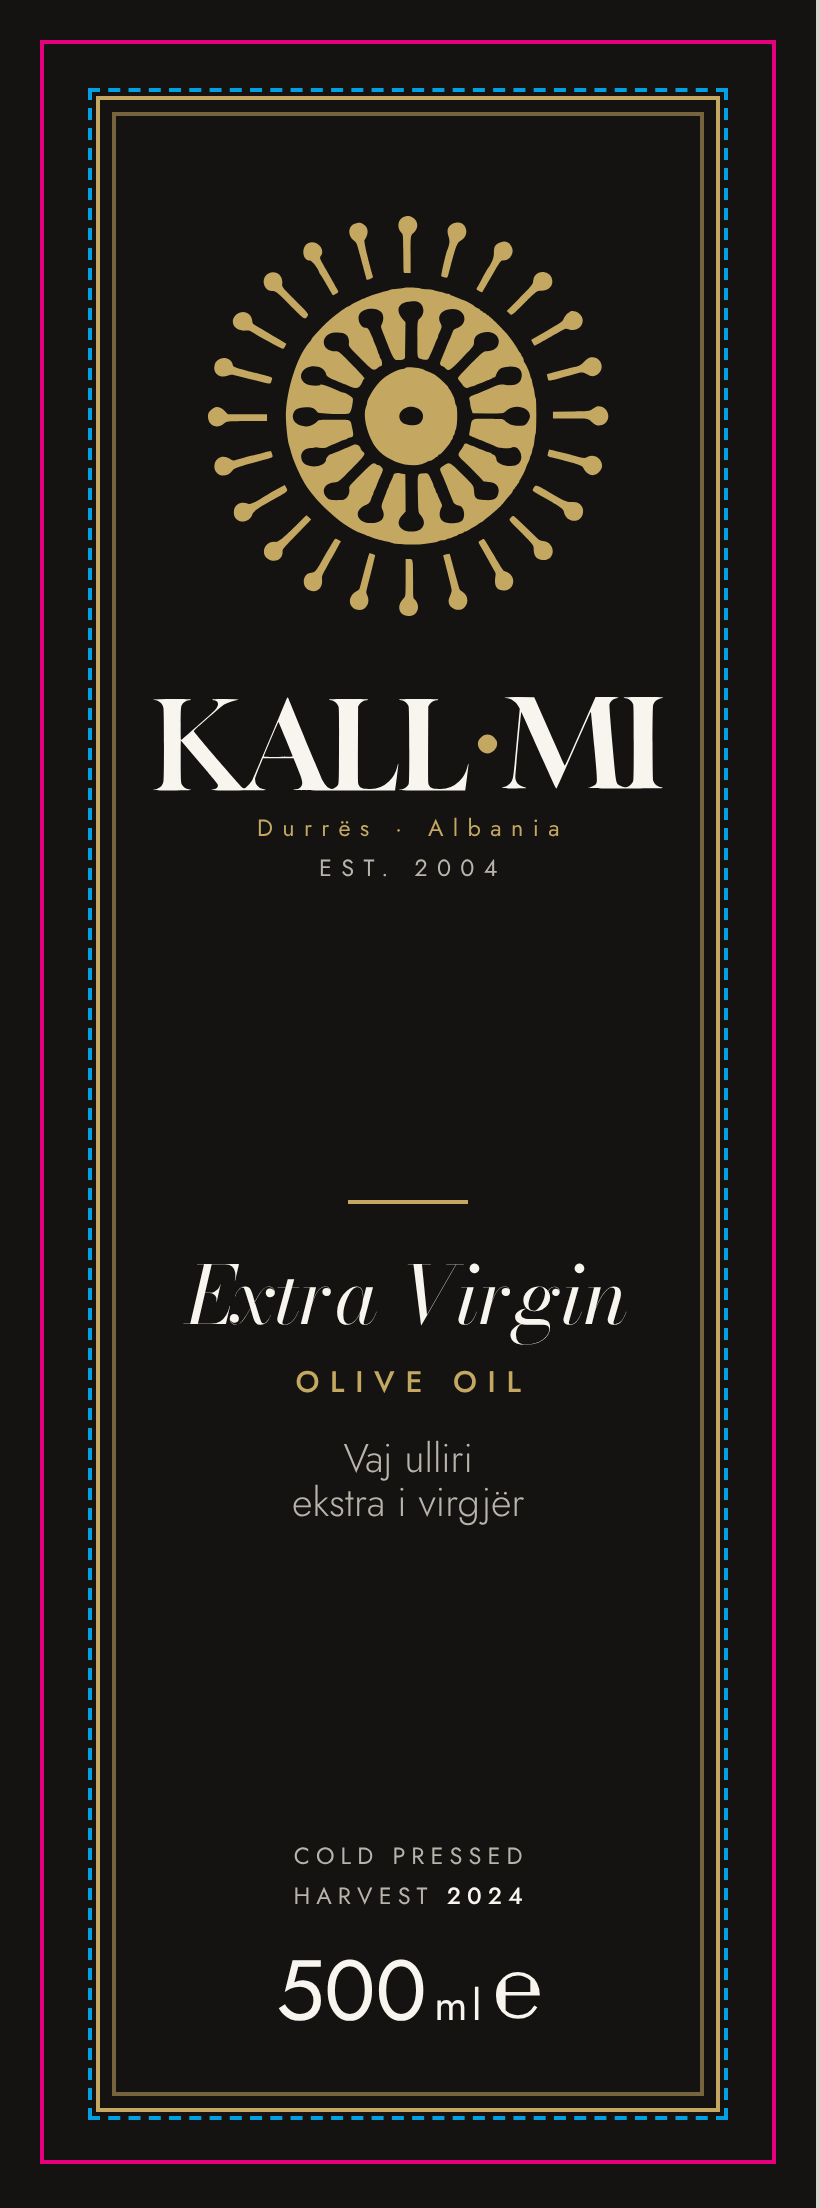 KALL·MI
Durrës · Albania
EST. 2004
Extra Virgin
OLIVE OIL
Vaj ulliri
ekstra i virgjër
COLD PRESSED
HARVEST 2024
500 ml ℮